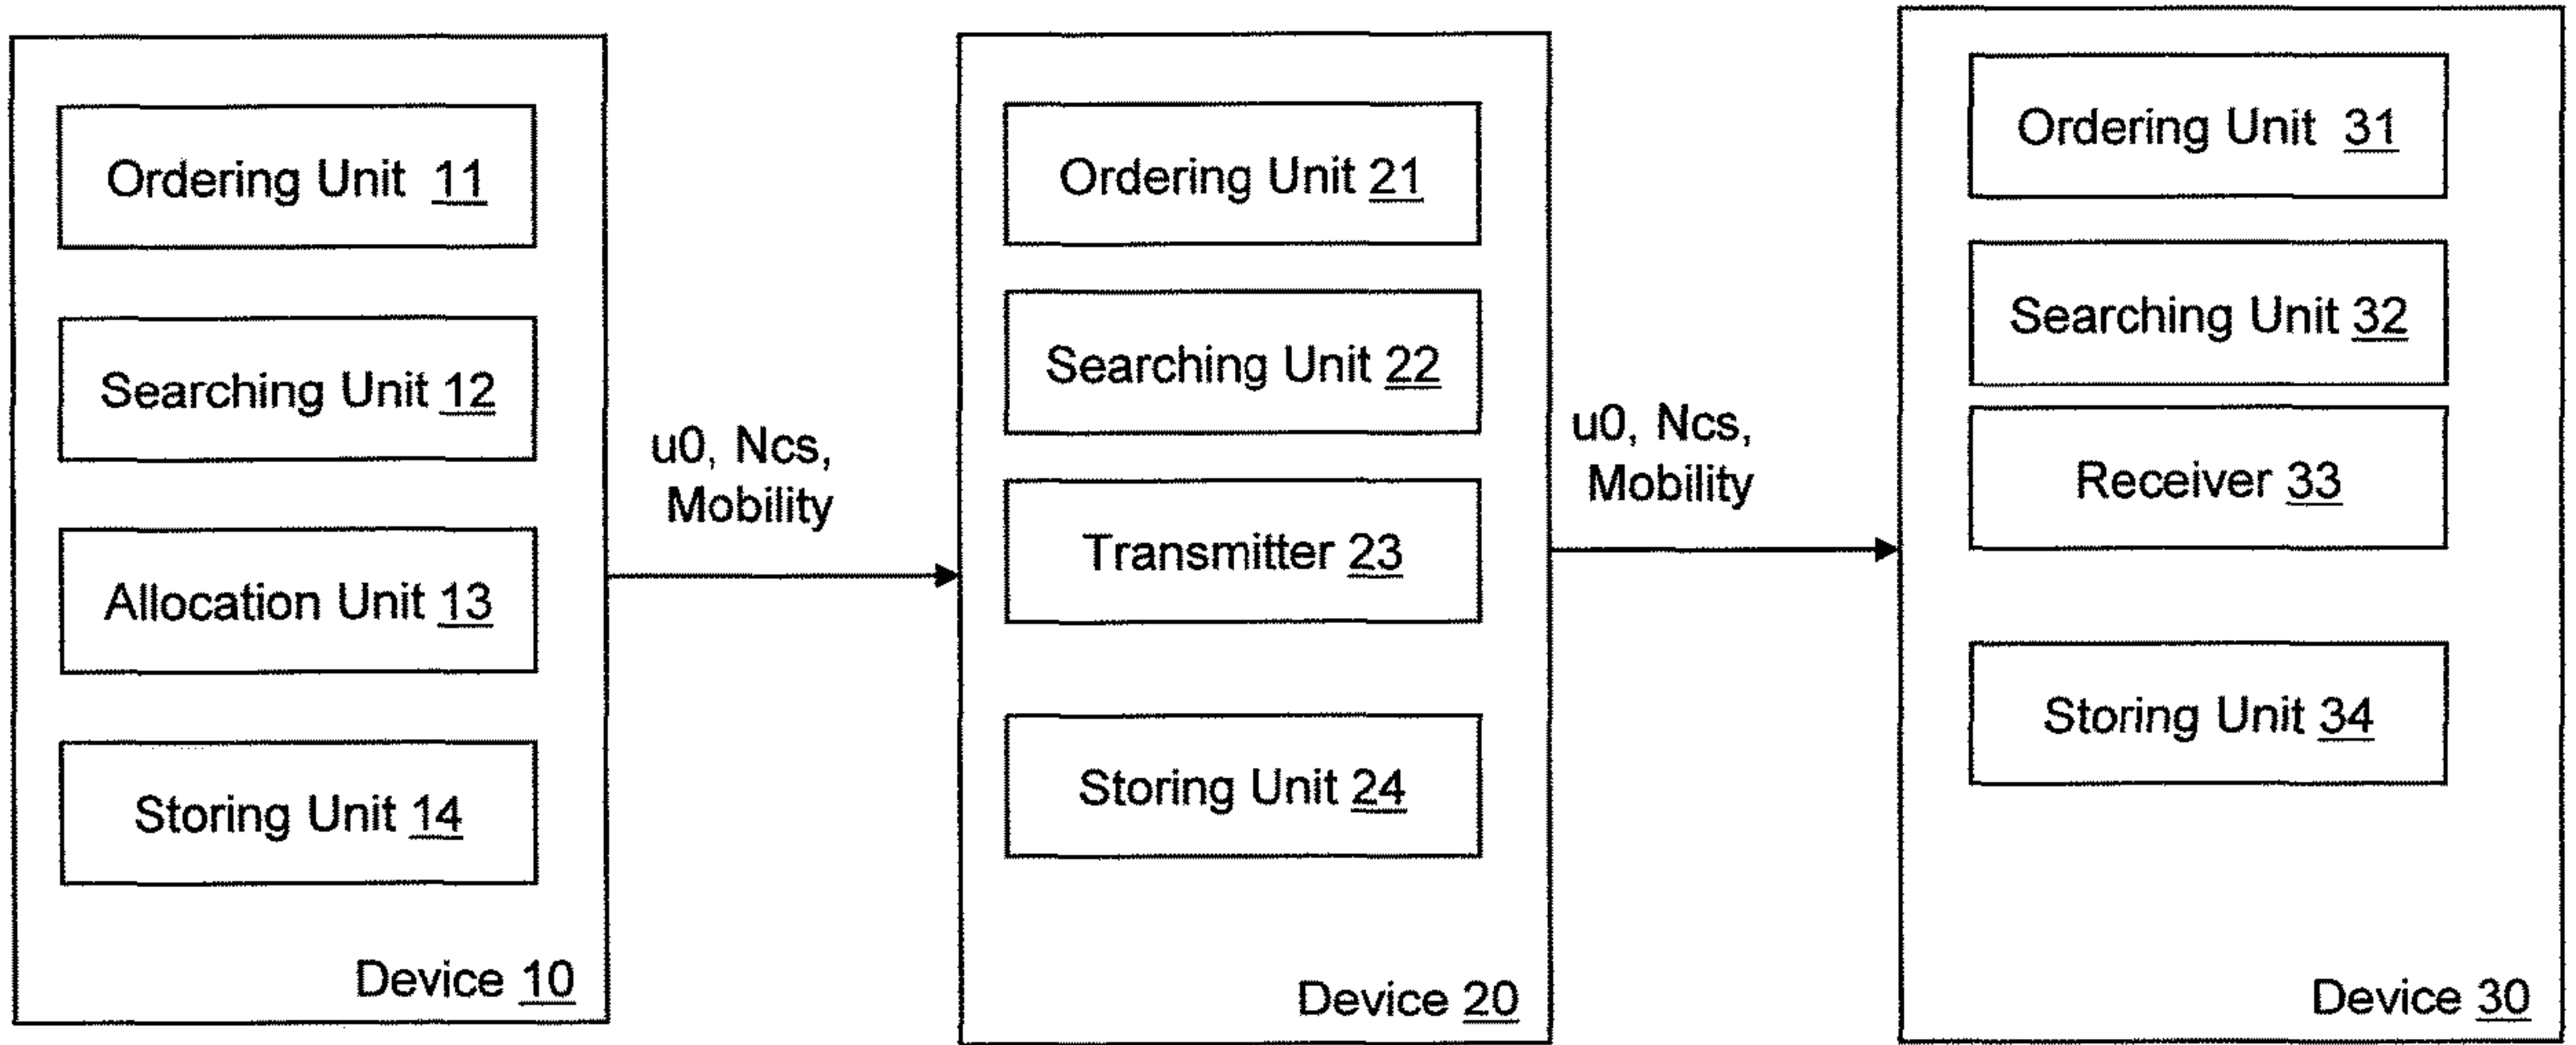 Ordering Unit 11
Searching Unit 12
Allocation Unit 13
Storing Unit 14
Device 10
u0, Ncs,
Mobility
Ordering Unit 21
Searching Unit 22
Transmitter 23
Storing Unit 24
Device 20
u0, Ncs,
Mobility
Ordering Unit 31
Searching Unit 32
Receiver 33
Storing Unit 34
Device 30